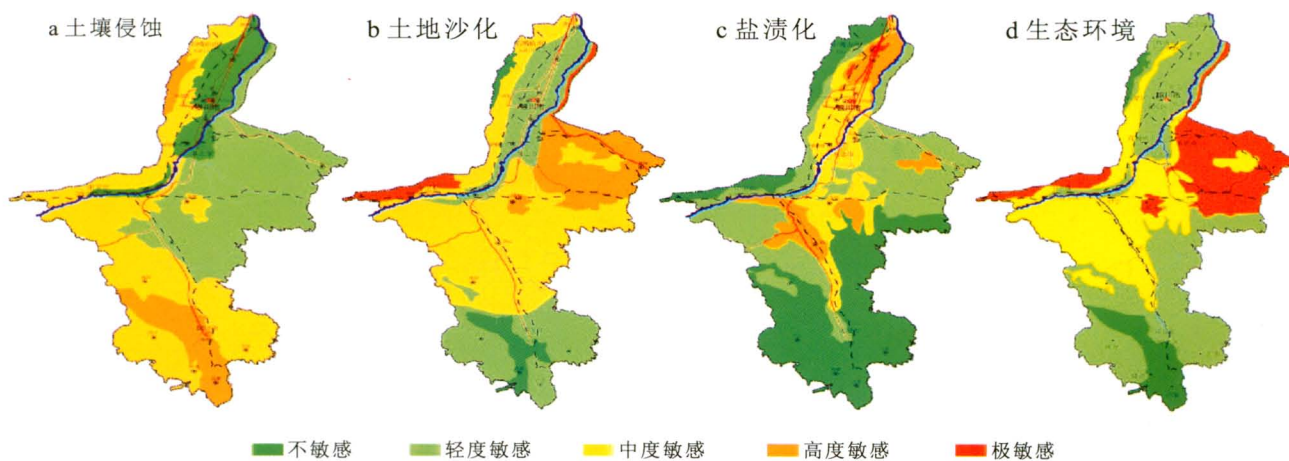 a 土壤侵蚀
b 土地沙化
c 盐渍化
d 生态环境
不敏感
轻度敏感
中度敏感
高度敏感
极敏感